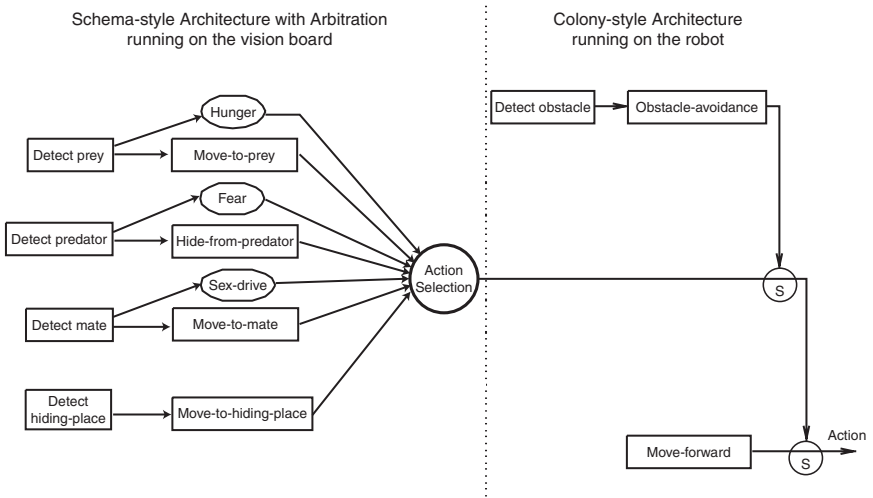 Schema-style Architecture with Arbitration
running on the vision board
Colony-style Architecture
running on the robot
Hunger
Detect prey
Move-to-prey
Fear
Detect predator
Hide-from-predator
Sex-drive
Detect mate
Move-to-mate
Detect
hiding-place
Move-to-hiding-place
Action
Selection
Detect obstacle
Obstacle-avoidance
S
Move-forward
S
Action